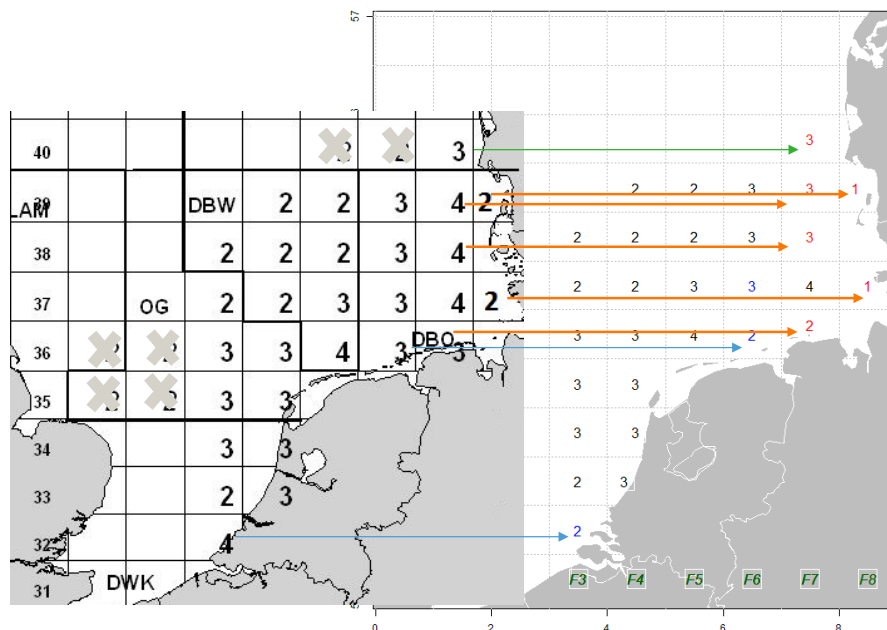 40 3
LAM 39 DBW 2 2 3 4 2
38 2 2 2 3 4
37 OG 2 2 3 3 4 2
DBO
36 3 3 4 3 3
35 3 3
34 3 3
33 2 3
32 4
31 DWK
57
3
2 2 3 3 1
2 2 2 3 3
2 2 3 3 4 1
3 3 4 2 2
3 3
3 3
2 3
2
F3 F4 F5 F6 F7 F8
0 2 4 6 8